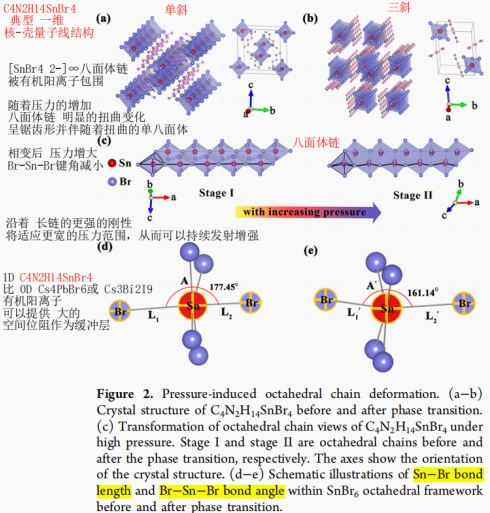 C4N2H14SnBr4
典型 一维
核-壳量子线结构
[SnBr4 2-]∞八面体链
被有机阳离子包围
随着压力的增加
八面体链 明显的扭曲变化
呈锯齿形并伴随着扭曲的单八面体
(a)
单斜
c
b
a
(b)
三斜
c
b
a
相变后 压力增大
Br-Sn-Br键角减小
(c)
八面体链
Sn
Br
b
c
a
Stage I
with increasing pressure
Stage II
b
a
c
沿着 长链的更强的刚性
将适应更宽的压力范围，从而可以持续发射增强
1D C4N2H14SnBr4
比 0D Cs4PbBr6或 Cs3Bi2I9
有机阳离子
可以提供 大的
空间位阻作为缓冲层
(d)
A
177.45°
Br
Sn
Br
L1
L2
(e)
A′
161.14°
Br
Sn
Br
L1′
L2′
Figure 2. Pressure-induced octahedral chain deformation. (a−b)
Crystal structure of C4N2H14SnBr4 before and after phase transition.
(c) Transformation of octahedral chain views of C4N2H14SnBr4 under
high pressure. Stage I and stage II are octahedral chains before and
after the phase transition, respectively. The axes show the orientation
of the crystal structure. (d−e) Schematic illustrations of Sn−Br bond
length and Br−Sn−Br bond angle within SnBr6 octahedral framework
before and after phase transition.